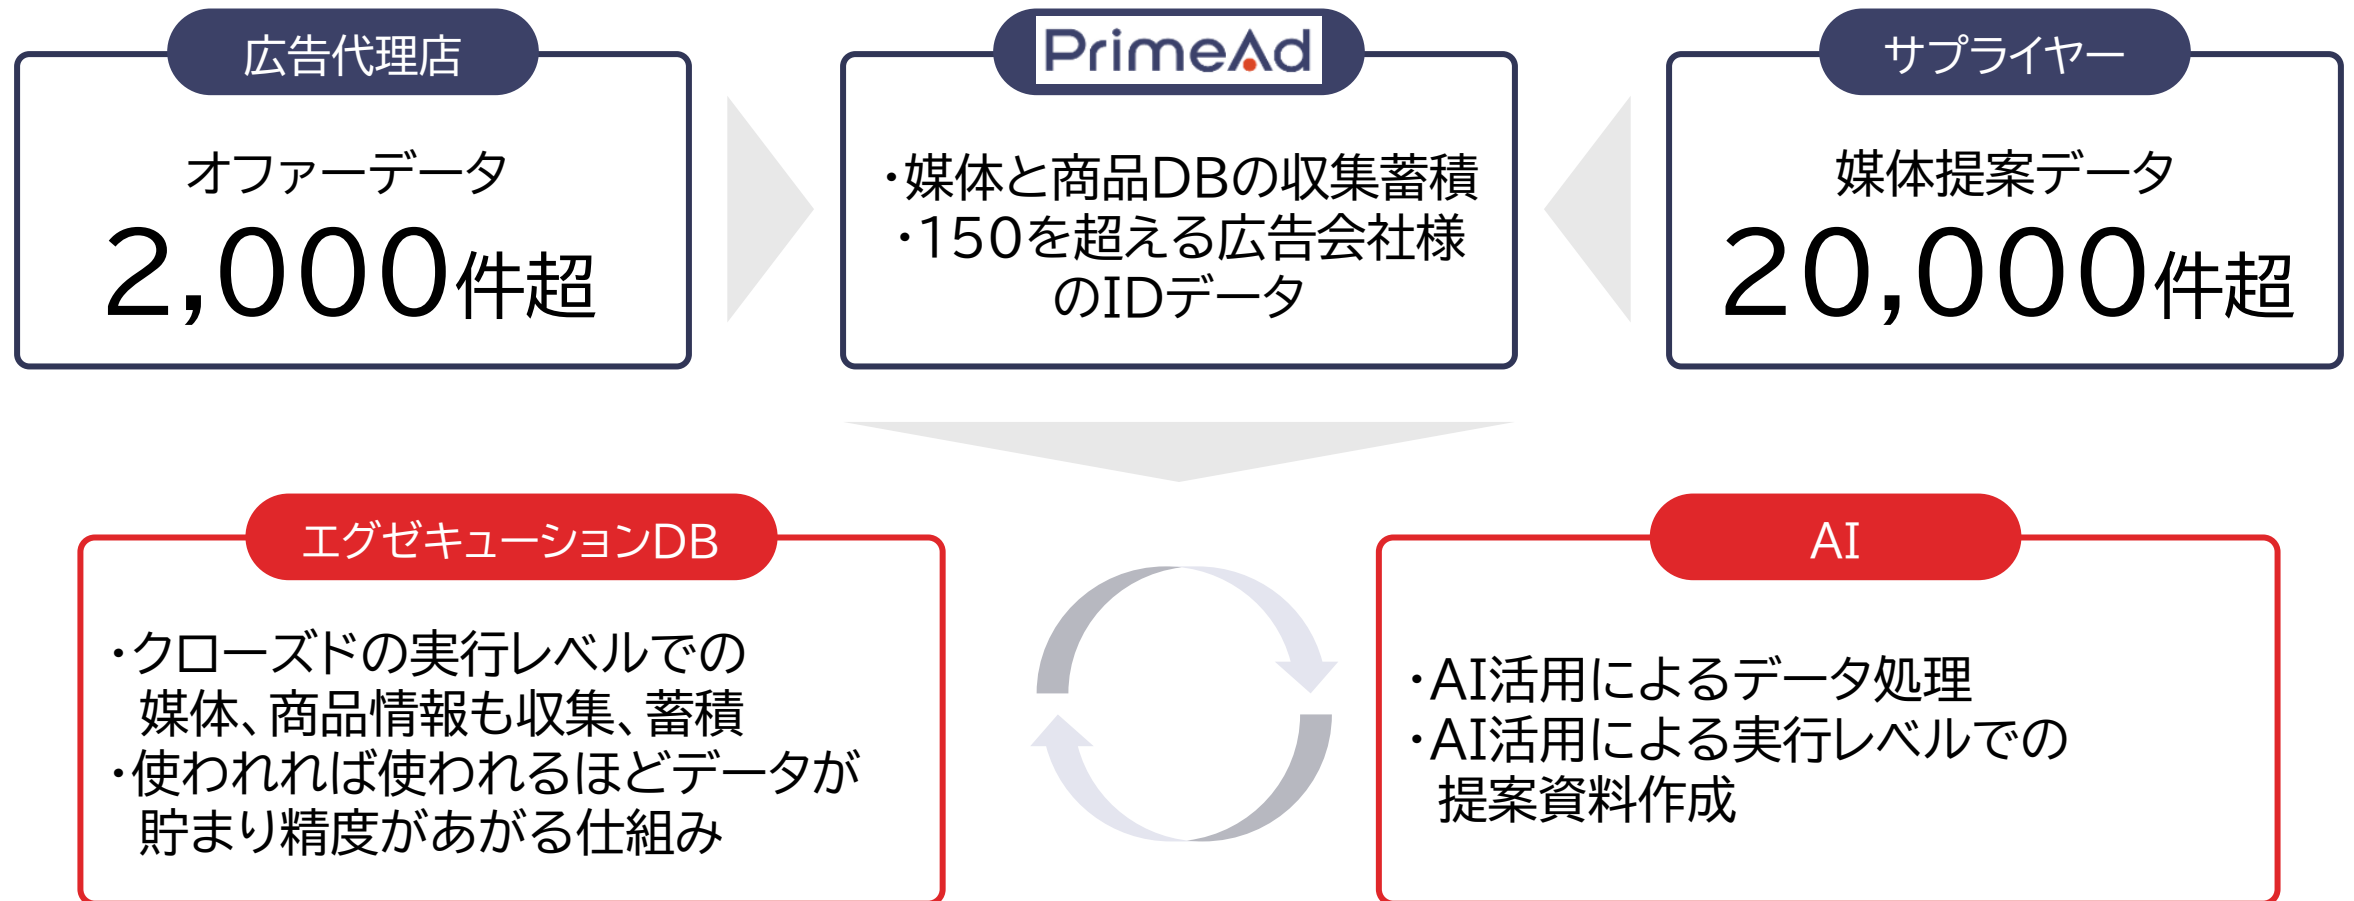 広告代理店
オファーデータ
2,000件超
PrimeAd
・媒体と商品DBの収集蓄積
・150を超える広告会社様
のIDデータ
サプライヤー
媒体提案データ
20,000件超
エグゼキューションDB
・クローズドの実行レベルでの
媒体、商品情報も収集、蓄積
・使われれば使われるほどデータが
貯まり精度があがる仕組み
AI
・AI活用によるデータ処理
・AI活用による実行レベルでの
提案資料作成